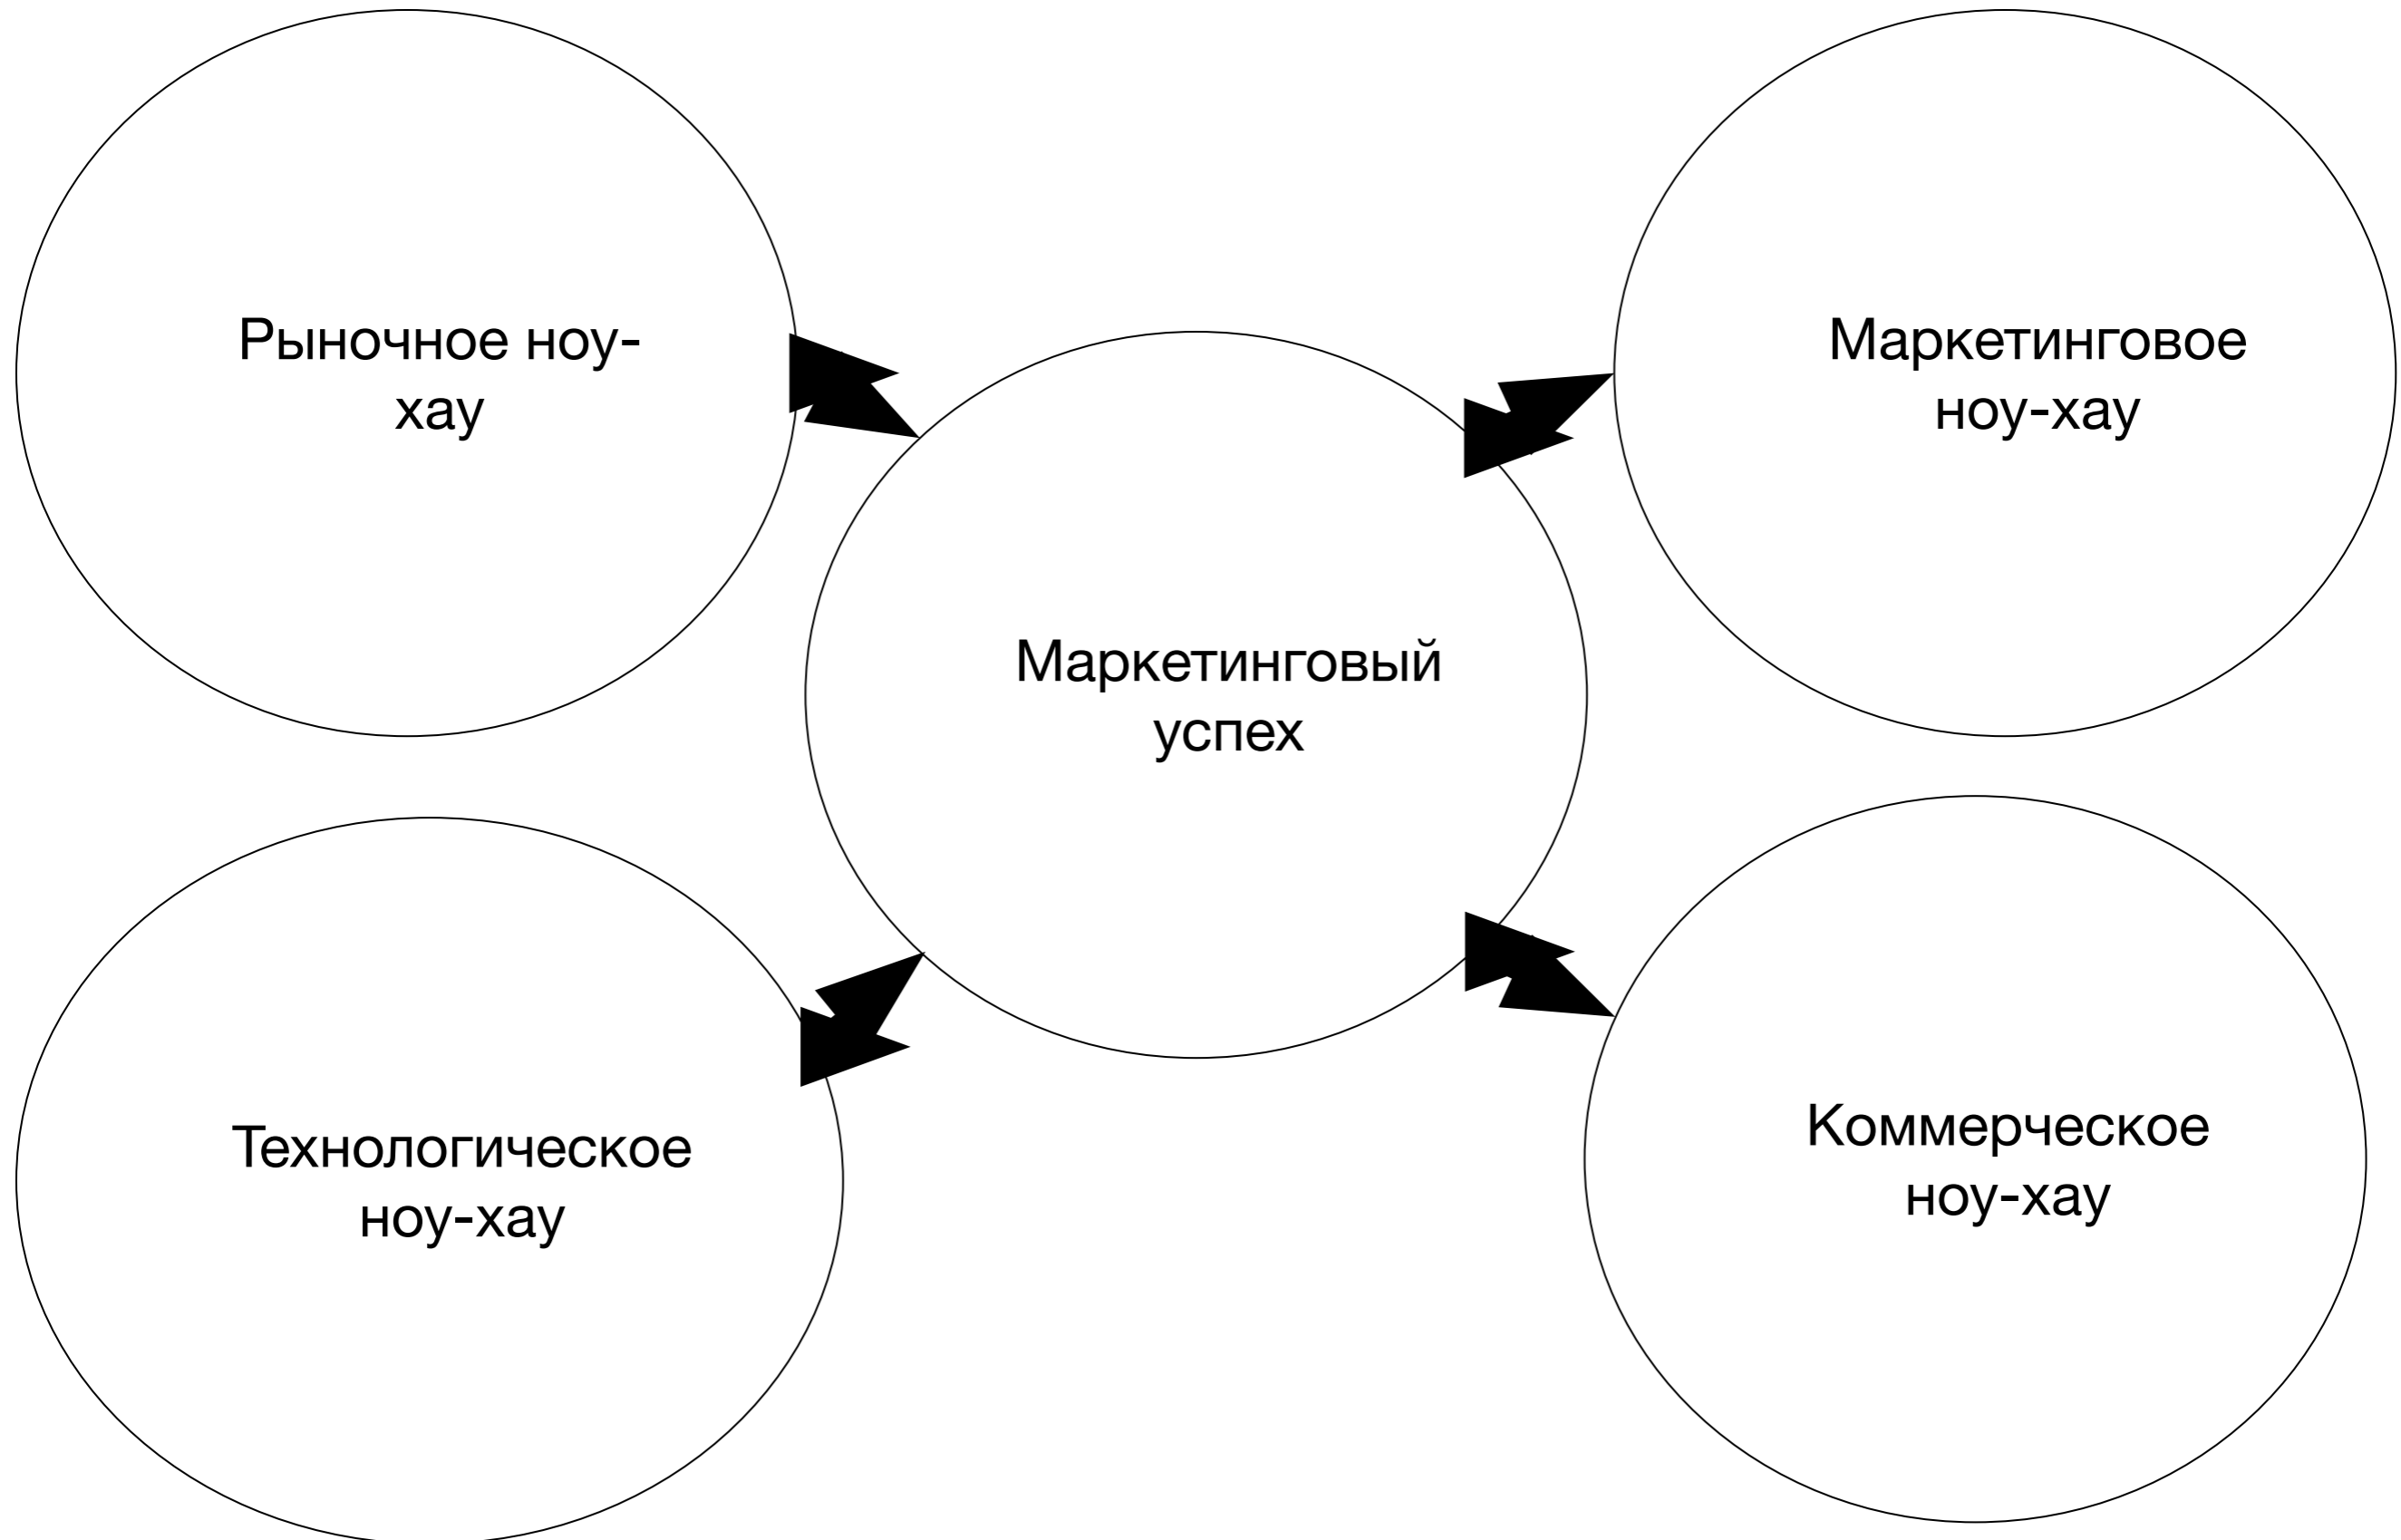 Рыночное ноу-
хау
Маркетинговое
ноу-хау
Маркетинговый
успех
Технологическое
ноу-хау
Коммерческое
ноу-хау